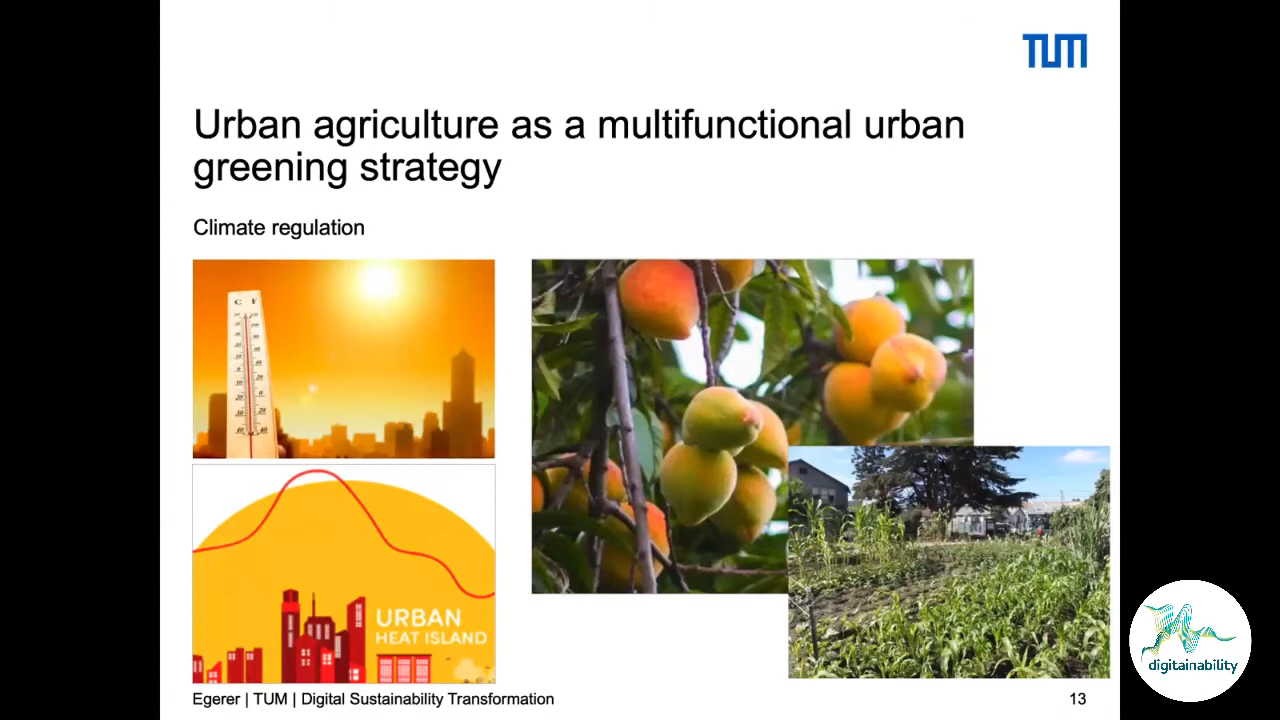 TUM
Urban agriculture as a multifunctional urban
greening strategy
Climate regulation
C F
URBAN
HEAT ISLAND
Egerer | TUM | Digital Sustainability Transformation
13
digitainability